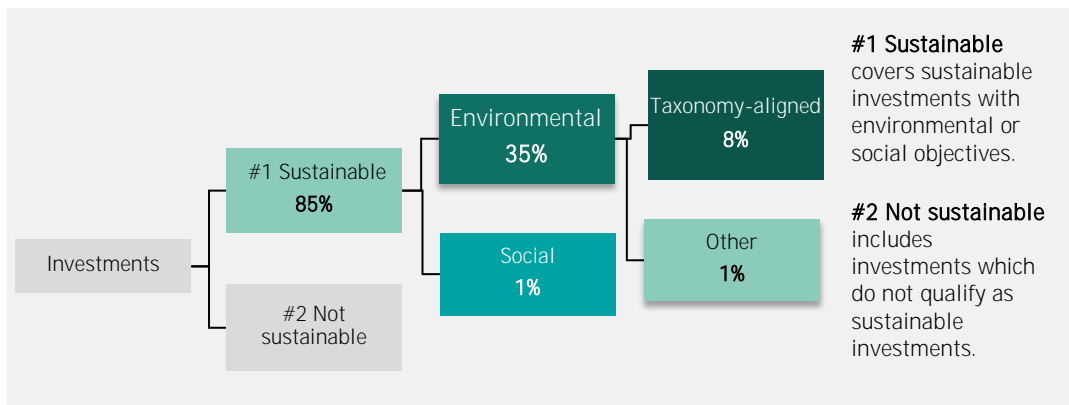 Investments
#1 Sustainable
85%
#2 Not
sustainable
Environmental
35%
Social
1%
Taxonomy-aligned
8%
Other
1%
#1 Sustainable
covers sustainable
investments with
environmental or
social objectives.
#2 Not sustainable
includes
investments which
do not qualify as
sustainable
investments.